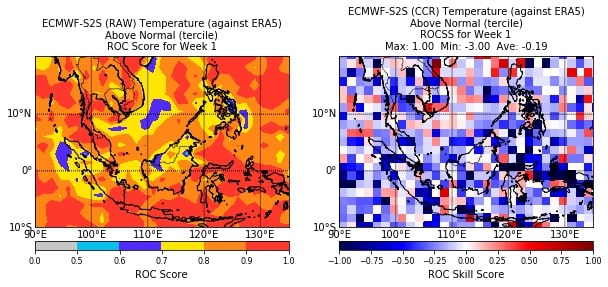 ECMWF-S2S (RAW) Temperature (against ERA5)
Above Normal (tercile)
ROC Score for Week 1
10°N
0°
10°S
90°E 100°E 110°E 120°E 130°E
0.0 0.5 0.6 0.7 0.8 0.9 1.0
ROC Score
ECMWF-S2S (CCR) Temperature (against ERA5)
Above Normal (tercile)
ROCSS for Week 1
Max: 1.00 Min: -3.00 Ave: -0.19
10°N
0°
10°S
90°E 100°E 110°E 120°E 130°E
−1.00 −0.75 −0.50 −0.25 0.00 0.25 0.50 0.75 1.00
ROC Skill Score